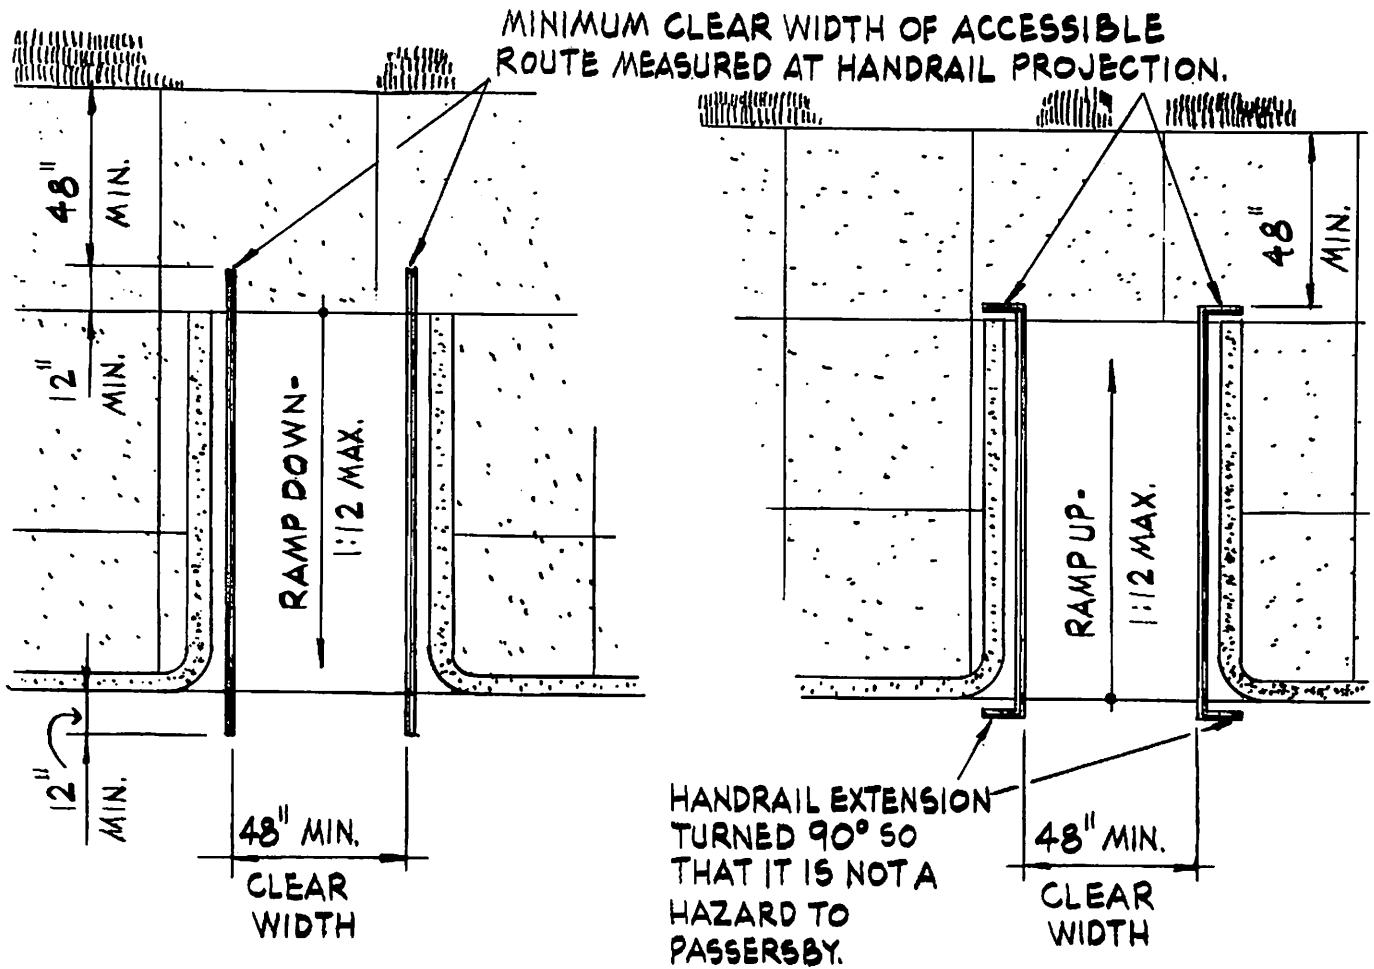 MINIMUM CLEAR WIDTH OF ACCESSIBLE
ROUTE MEASURED AT HANDRAIL PROJECTION.
48" MIN.
12" MIN.
RAMP DOWN-
1:12 MAX.
12" MIN.
48" MIN.
CLEAR
WIDTH
48" MIN.
RAMP UP-
1:12 MAX.
HANDRAIL EXTENSION
TURNED 90° SO
THAT IT IS NOT A
HAZARD TO
PASSERSBY.
48" MIN.
CLEAR
WIDTH